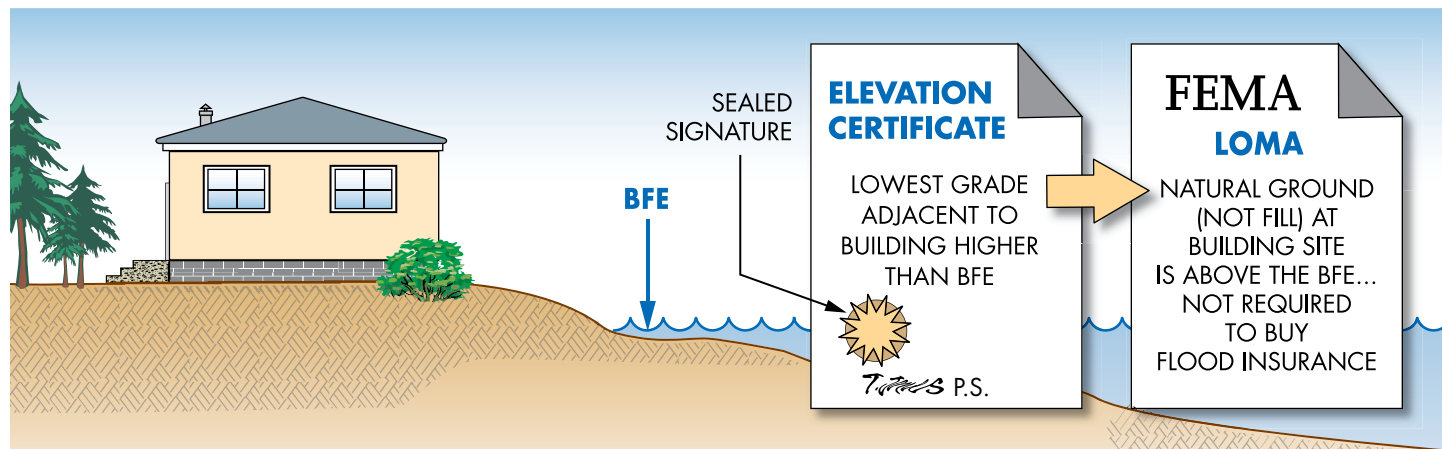 SEALED
SIGNATURE
BFE
ELEVATION
CERTIFICATE
LOWEST GRADE
ADJACENT TO
BUILDING HIGHER
THAN BFE
P.S.
FEMA
LOMA
NATURAL GROUND
(NOT FILL) AT
BUILDING SITE
IS ABOVE THE BFE...
NOT REQUIRED
TO BUY
FLOOD INSURANCE